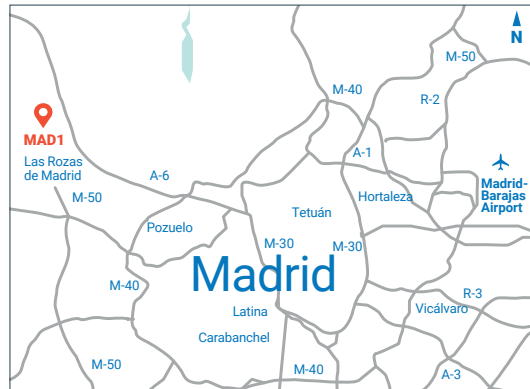 N
M-50
M-40
R-2
MAD1
A-1
Las Rozas
de Madrid
A-6
Madrid-
Barajas
Airport
M-50
Hortaleza
Tetuán
Pozuelo
M-30
M-30
Madrid
M-40
R-3
Latina
Vicálvaro
Carabanchel
M-50
M-40
A-3